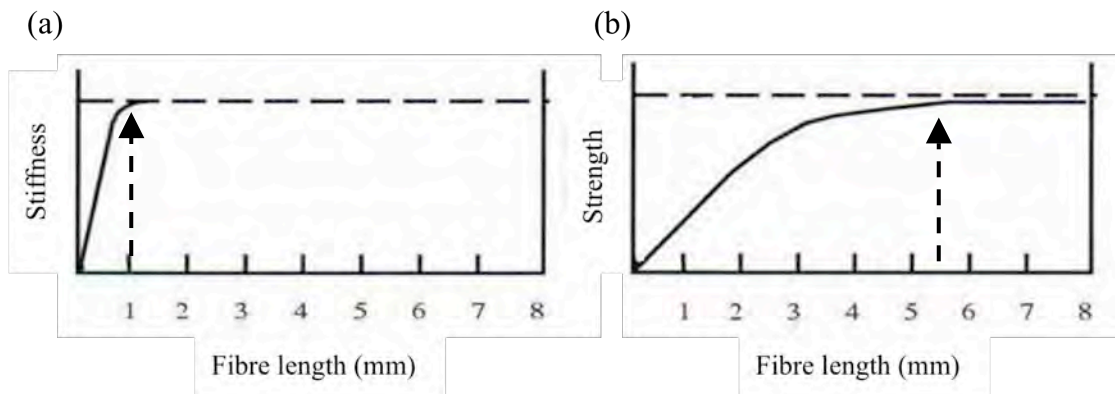 (a)
Stiffness
1 2 3 4 5 6 7 8
Fibre length (mm)
(b)
Strength
1 2 3 4 5 6 7 8
Fibre length (mm)